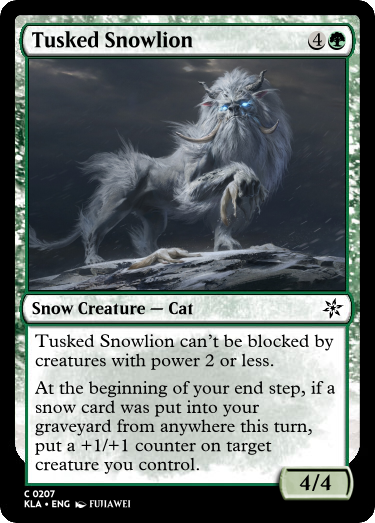 Tusked Snowlion 4
Snow Creature — Cat
Tusked Snowlion can't be blocked by
creatures with power 2 or less.
At the beginning of your end step, if a
snow card was put into your
graveyard from anywhere this turn,
put a +1/+1 counter on target
creature you control.
4/4
C 0207
KLA • ENG FUJIAWEI